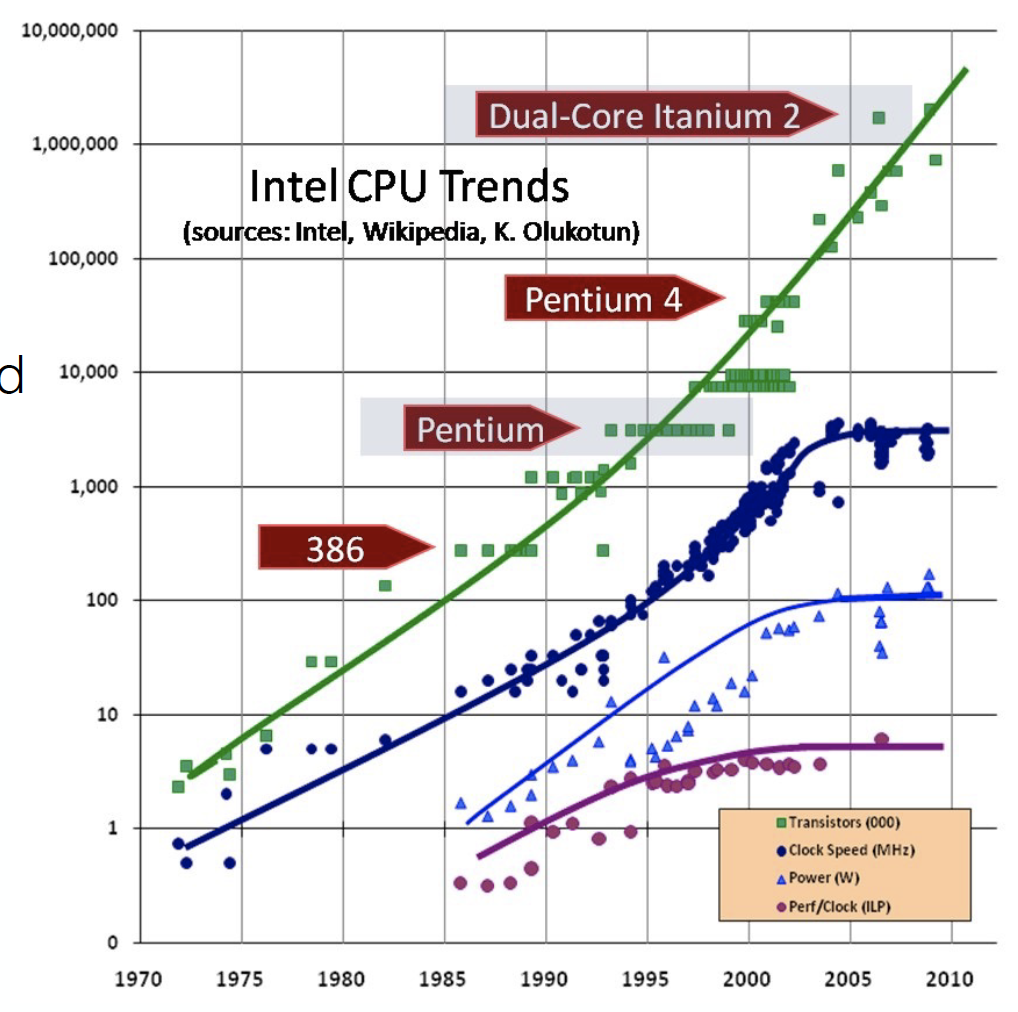 10,000,000
Dual-Core Itanium 2
1,000,000
Intel CPU Trends
(sources: Intel, Wikipedia, K. Olukotun)
100,000
Pentium 4
d
10,000
Pentium
1,000
386
100
10
1
Transistors (000)
Clock Speed (MHz)
Power (W)
Perf/Clock (ILP)
0
1970 1975 1980 1985 1990 1995 2000 2005 2010